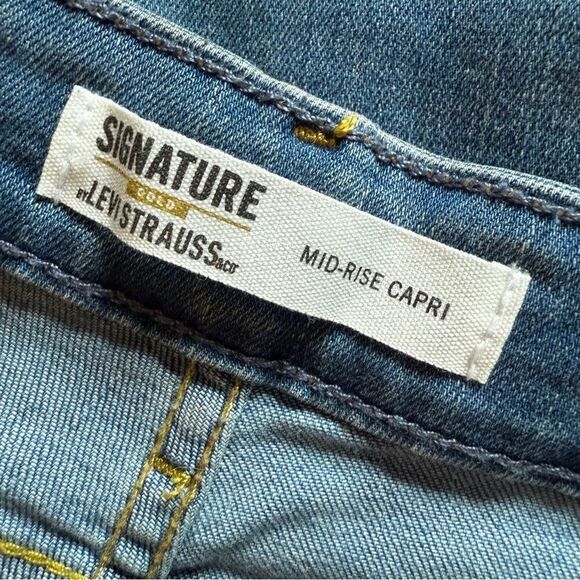 SIGNATURE
GOLD
BY LEVI STRAUSS &CO
MID-RISE CAPRI